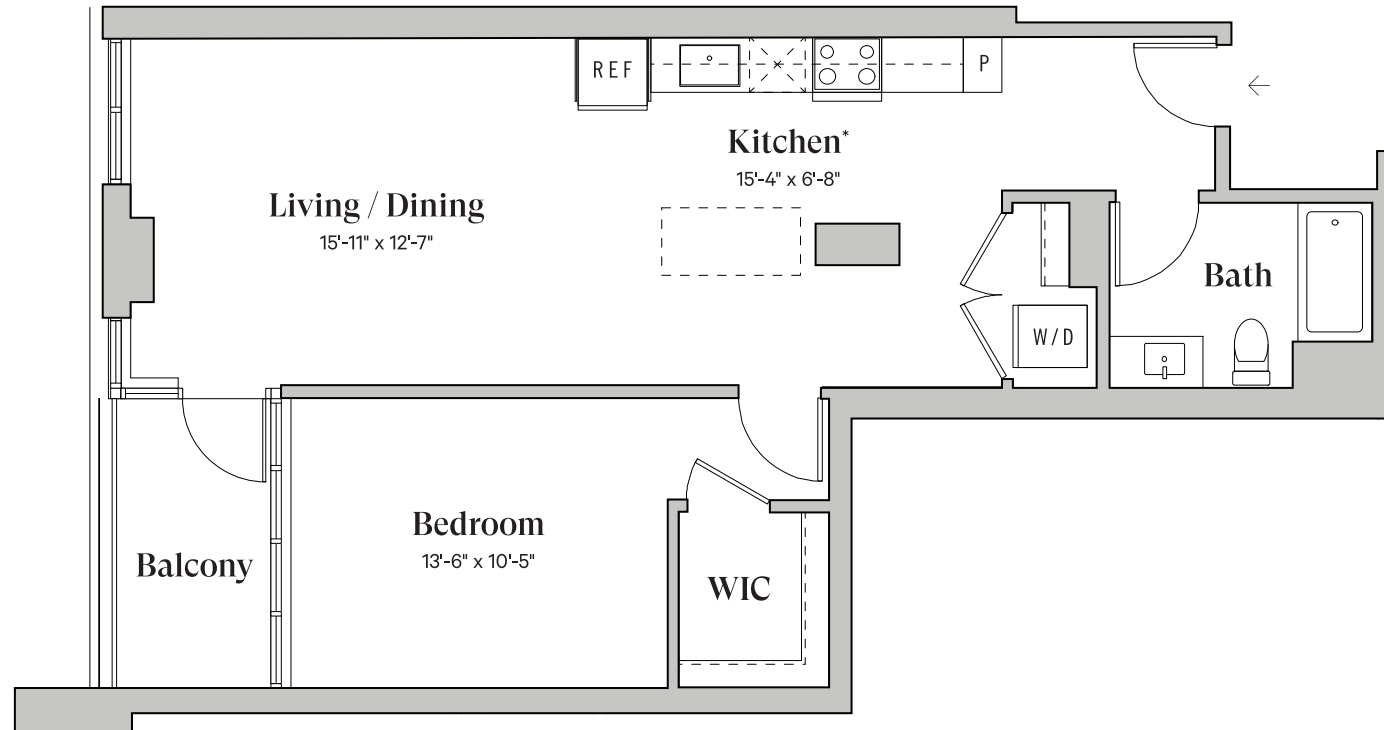 REF
P
Kitchen*
15'-4" x 6'-8"
Living / Dining
15'-11" x 12'-7"
Bath
W/D
Bedroom
13'-6" x 10'-5"
Balcony
WIC